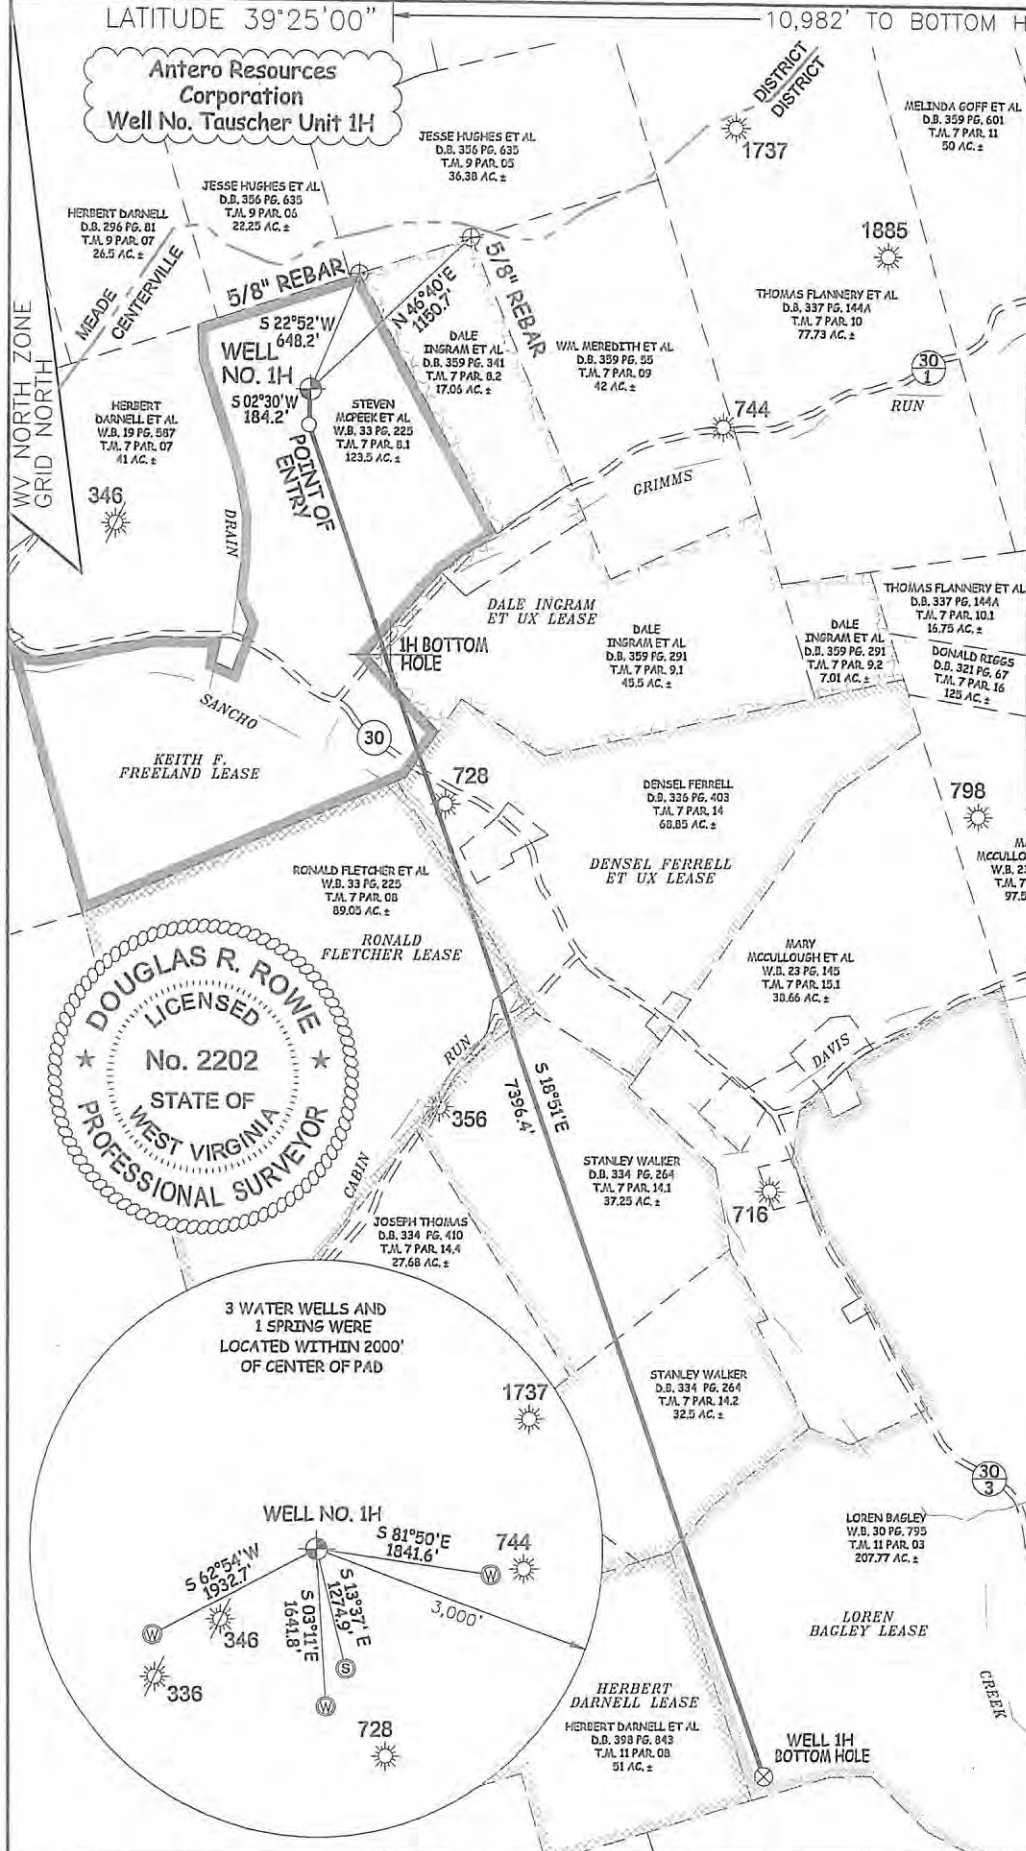 LATITUDE 39°25'00"
10,982' TO BOTTOM H
Antero Resources
Corporation
Well No. Tauscher Unit 1H
DISTRICT
DISTRICT
1737
MELINDA GOFF ET AL
D.B. 359 PG. 601
T.M. 7 PAR. 11
50 AC. ±
JESSE HUGHES ET AL
D.B. 356 PG. 635
T.M. 9 PAR. 05
36.38 AC. ±
JESSE HUGHES ET AL
D.B. 356 PG. 635
T.M. 9 PAR. 06
22.25 AC. ±
HERBERT DARNELL
D.B. 296 PG. 81
T.M. 9 PAR. 07
26.5 AC. ±
MEADE
CENTERVILLE
WV NORTH ZONE
GRID NORTH
5/8" REBAR
5/8" REBAR
1885
THOMAS FLANNERY ET AL
D.B. 337 PG. 144A
T.M. 7 PAR. 10
77.73 AC. ±
S 22°52'W
648.2'
N 46°40'E
1150.7'
WELL
NO. 1H
S 02°30'W
184.2'
DALE
INGRAM ET AL
D.B. 359 PG. 341
T.M. 7 PAR. 8.2
17.06 AC. ±
WM. MEREDITH ET AL
D.B. 359 PG. 55
T.M. 7 PAR. 09
42 AC. ±
30
1
RUN
HERBERT
DARNELL ET AL
W.B. 19 PG. 587
T.M. 7 PAR. 07
41 AC. ±
STEVEN
MCPEEK ET AL
W.B. 33 PG. 225
T.M. 7 PAR. 8.1
123.5 AC. ±
744
POINT OF
ENTRY
GRIMMS
346
DRAIN
DALE INGRAM
ET UX LEASE
THOMAS FLANNERY ET AL
D.B. 337 PG. 144A
T.M. 7 PAR. 10.1
16.75 AC. ±
DALE
INGRAM ET AL
D.B. 359 PG. 291
T.M. 7 PAR. 9.1
45.5 AC. ±
DALE
INGRAM ET AL
D.B. 359 PG. 291
T.M. 7 PAR. 9.2
7.01 AC. ±
DONALD RIGGS
D.B. 321 PG. 67
T.M. 7 PAR. 16
125 AC. ±
1H BOTTOM
HOLE
SANCHO
30
KEITH F.
FREELAND LEASE
728
DENSEL FERRELL
D.B. 336 PG. 403
T.M. 7 PAR. 14
68.85 AC. ±
798
MCCULLO
W.B. 23
T.M. 7
97.5
DENSEL FERRELL
ET UX LEASE
RONALD FLETCHER ET AL
W.B. 33 PG. 225
T.M. 7 PAR. 08
89.05 AC. ±
RONALD
FLETCHER LEASE
MARY
MCCULLOUGH ET AL
W.B. 23 PG. 145
T.M. 7 PAR. 15.1
38.66 AC. ±
DOUGLAS R. ROWE
LICENSED
No. 2202
STATE OF
WEST VIRGINIA
PROFESSIONAL SURVEYOR
RUN
DAVIS
S 18°51'E
7396.4'
356
CABIN
STANLEY WALKER
D.B. 334 PG. 264
T.M. 7 PAR. 14.1
37.25 AC. ±
716
JOSEPH THOMAS
D.B. 334 PG. 410
T.M. 7 PAR. 14.4
27.68 AC. ±
3 WATER WELLS AND
1 SPRING WERE
LOCATED WITHIN 2000'
OF CENTER OF PAD
1737
STANLEY WALKER
D.B. 334 PG. 264
T.M. 7 PAR. 14.2
32.5 AC. ±
30
3
WELL NO. 1H
S 81°50'E
1841.6'
744
W
S 62°54'W
1932.7'
S 13°37' E
1274.9'
S 03°11'E
1641.8'
3,000'
W
346
336
S
W
728
LOREN BAGLEY
W.B. 30 PG. 795
T.M. 11 PAR. 03
207.77 AC. ±
LOREN
BAGLEY LEASE
CREEK
HERBERT
DARNELL LEASE
HERBERT DARNELL ET AL
D.B. 398 PG. 843
T.M. 11 PAR. 08
51 AC. ±
WELL 1H
BOTTOM HOLE